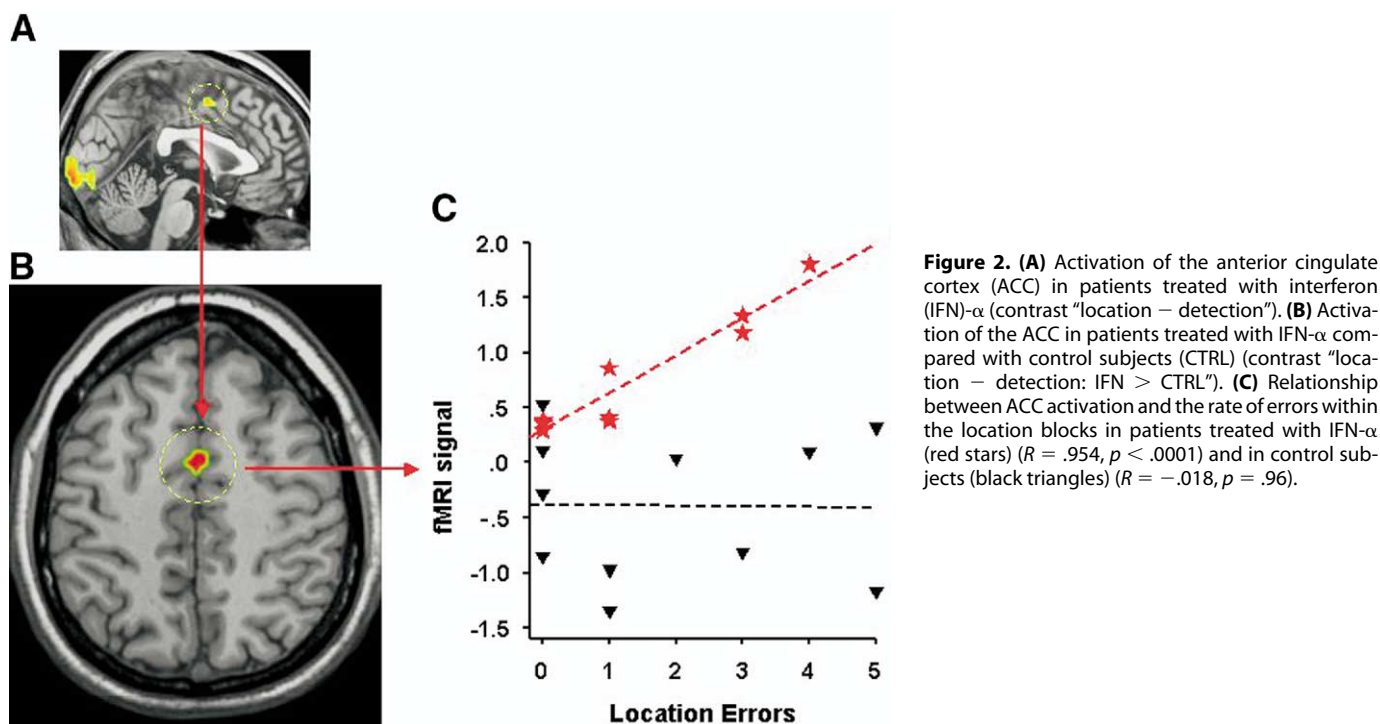 A
B
C
2.0
1.5
1.0
.5
.0
-.5
-1.0
-1.5
fMRI signal
0 1 2 3 4 5
Location Errors
Figure 2. (A) Activation of the anterior cingulate
cortex (ACC) in patients treated with interferon
(IFN)-α (contrast “location − detection”). (B) Activa-
tion of the ACC in patients treated with IFN-α com-
pared with control subjects (CTRL) (contrast “loca-
tion − detection: IFN > CTRL”). (C) Relationship
between ACC activation and the rate of errors within
the location blocks in patients treated with IFN-α
(red stars) (R = .954, p < .0001) and in control sub-
jects (black triangles) (R = −.018, p = .96).